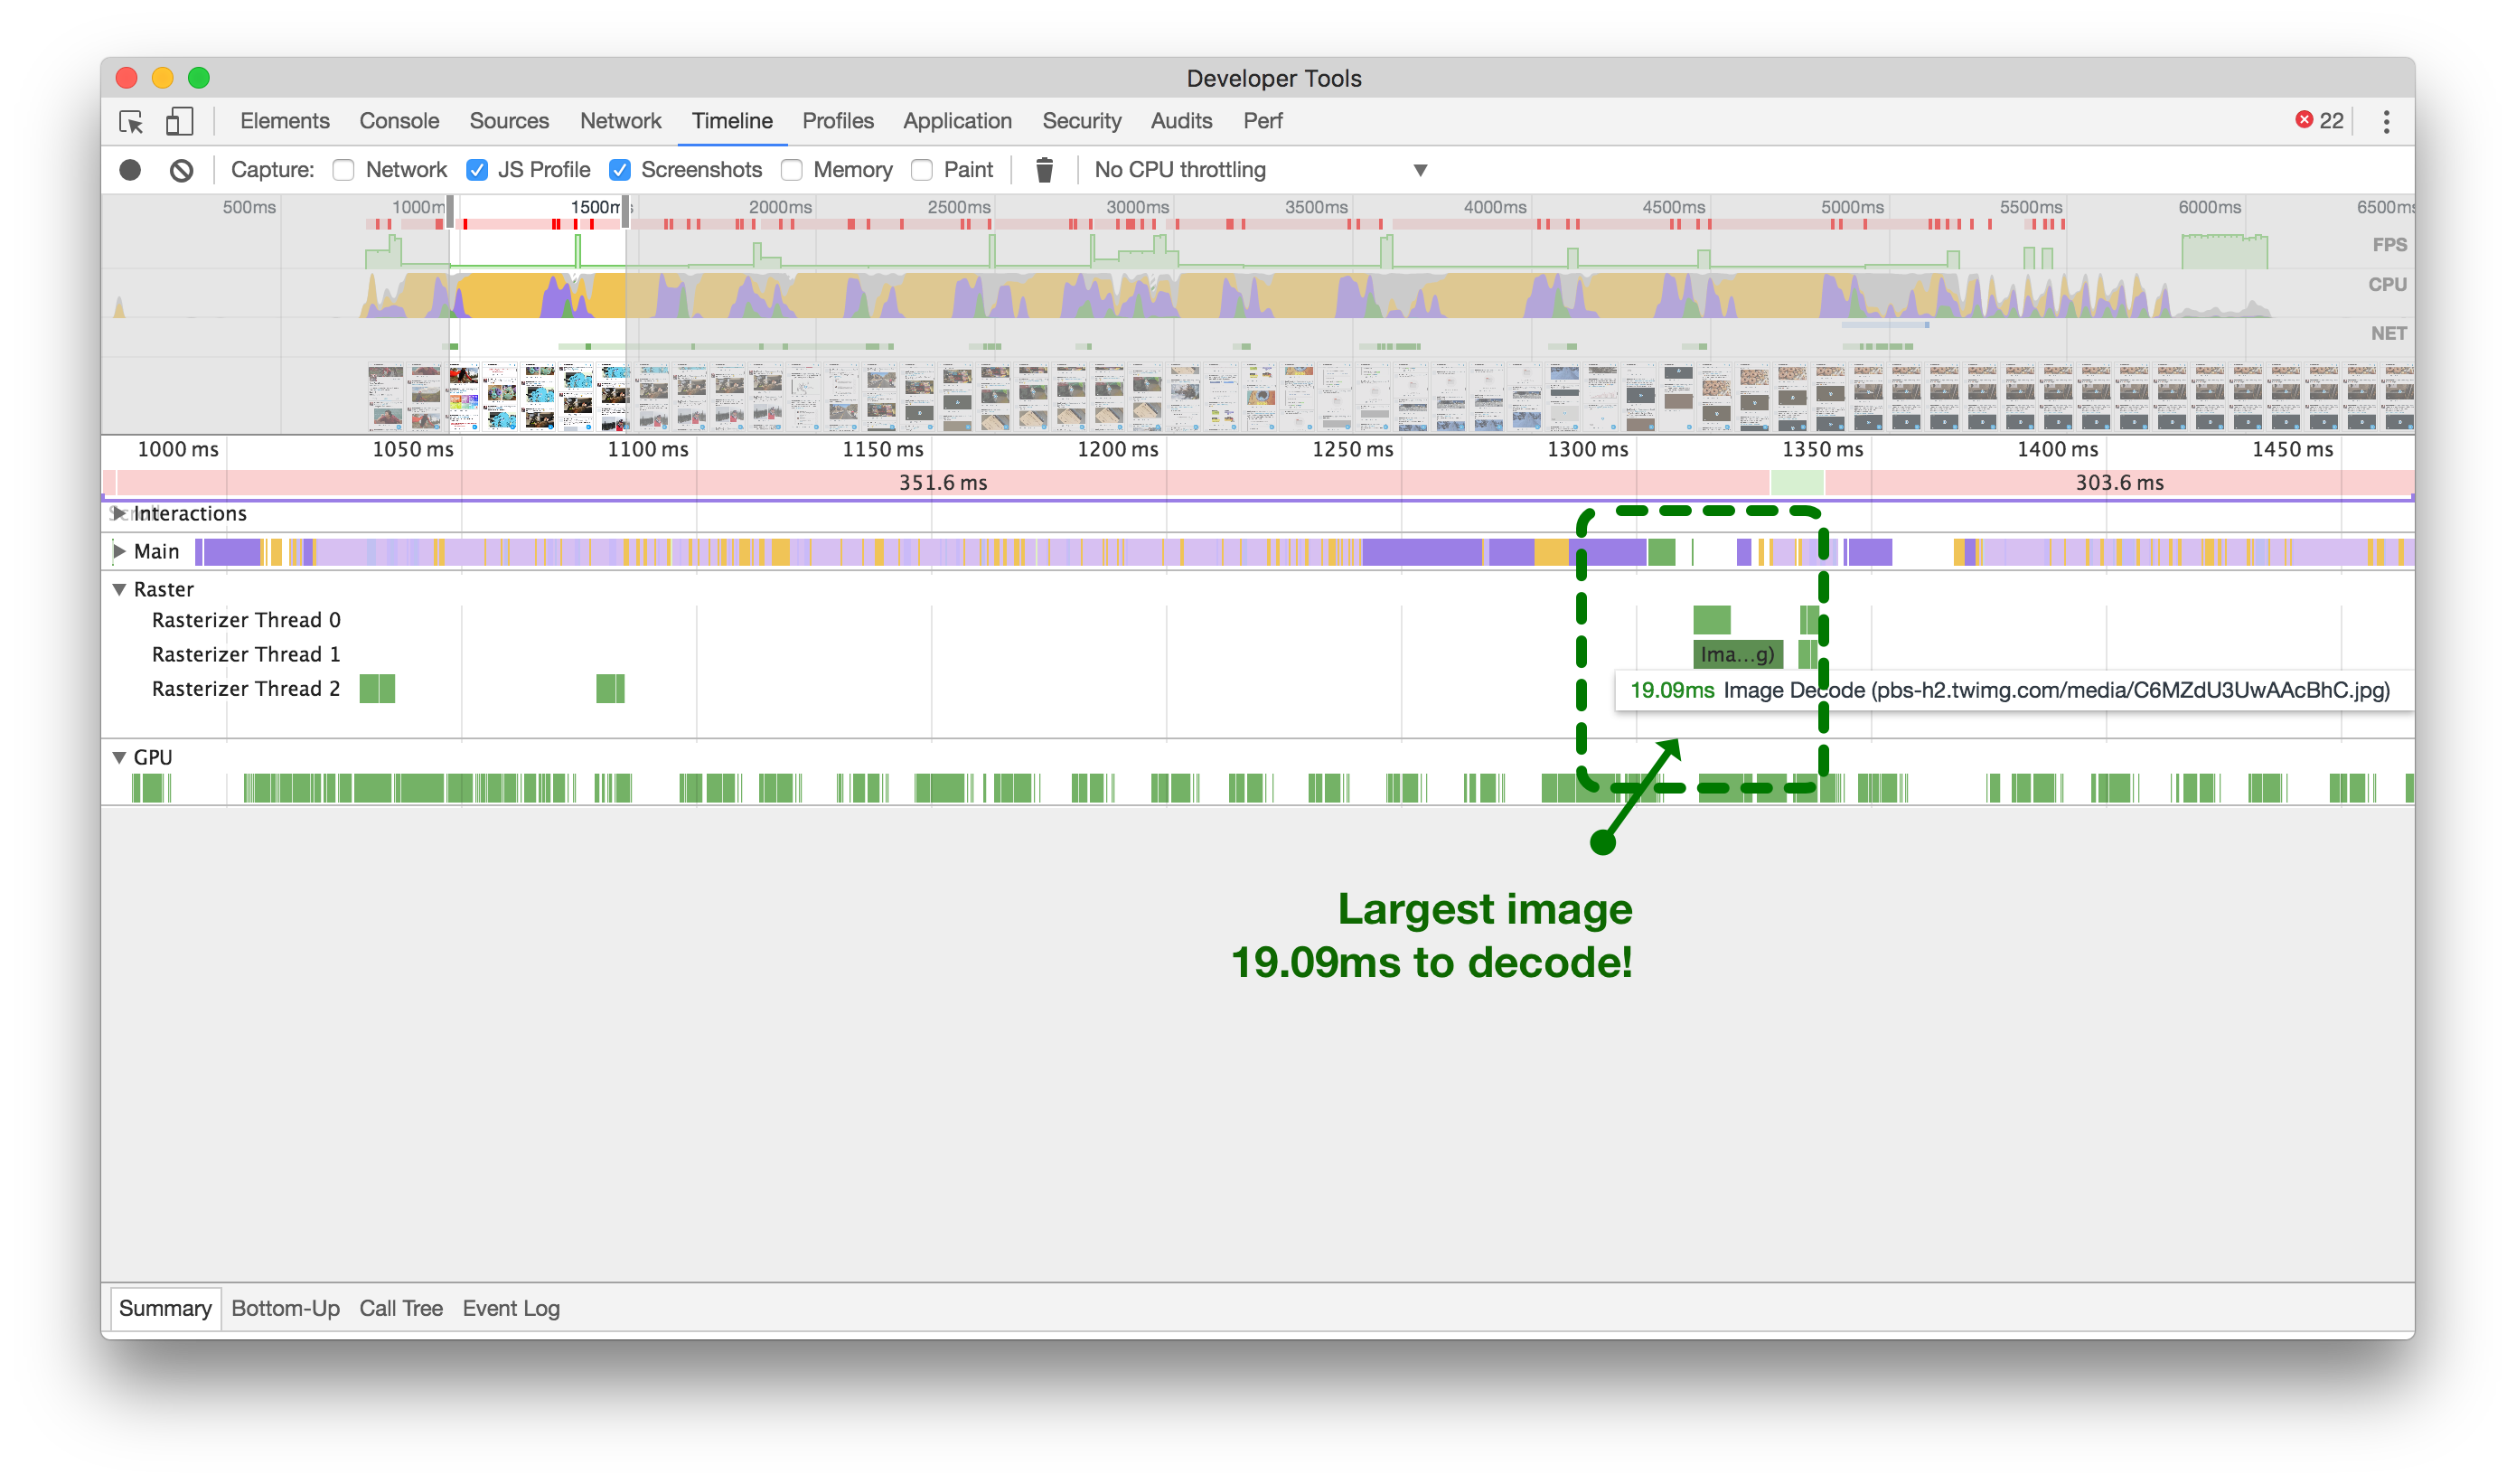 Developer Tools
Elements Console Sources Network Timeline Profiles Application Security Audits Perf 22
Capture: Network JS Profile Screenshots Memory Paint No CPU throttling
500ms 1000m 1500m 2000ms 2500ms 3000ms 3500ms 4000ms 4500ms 5000ms 5500ms 6000ms 6500ms
FPS
CPU
NET
1000 ms 1050 ms 1100 ms 1150 ms 1200 ms 1250 ms 1300 ms 1350 ms 1400 ms 1450 ms
351.6 ms 303.6 ms
Interactions
Main
Raster
Rasterizer Thread 0
Rasterizer Thread 1 Ima...g)
Rasterizer Thread 2 19.09ms Image Decode (pbs-h2.twimg.com/media/C6MZdU3UwAAcBhC.jpg)
GPU
Largest image
19.09ms to decode!
Summary Bottom-Up Call Tree Event Log